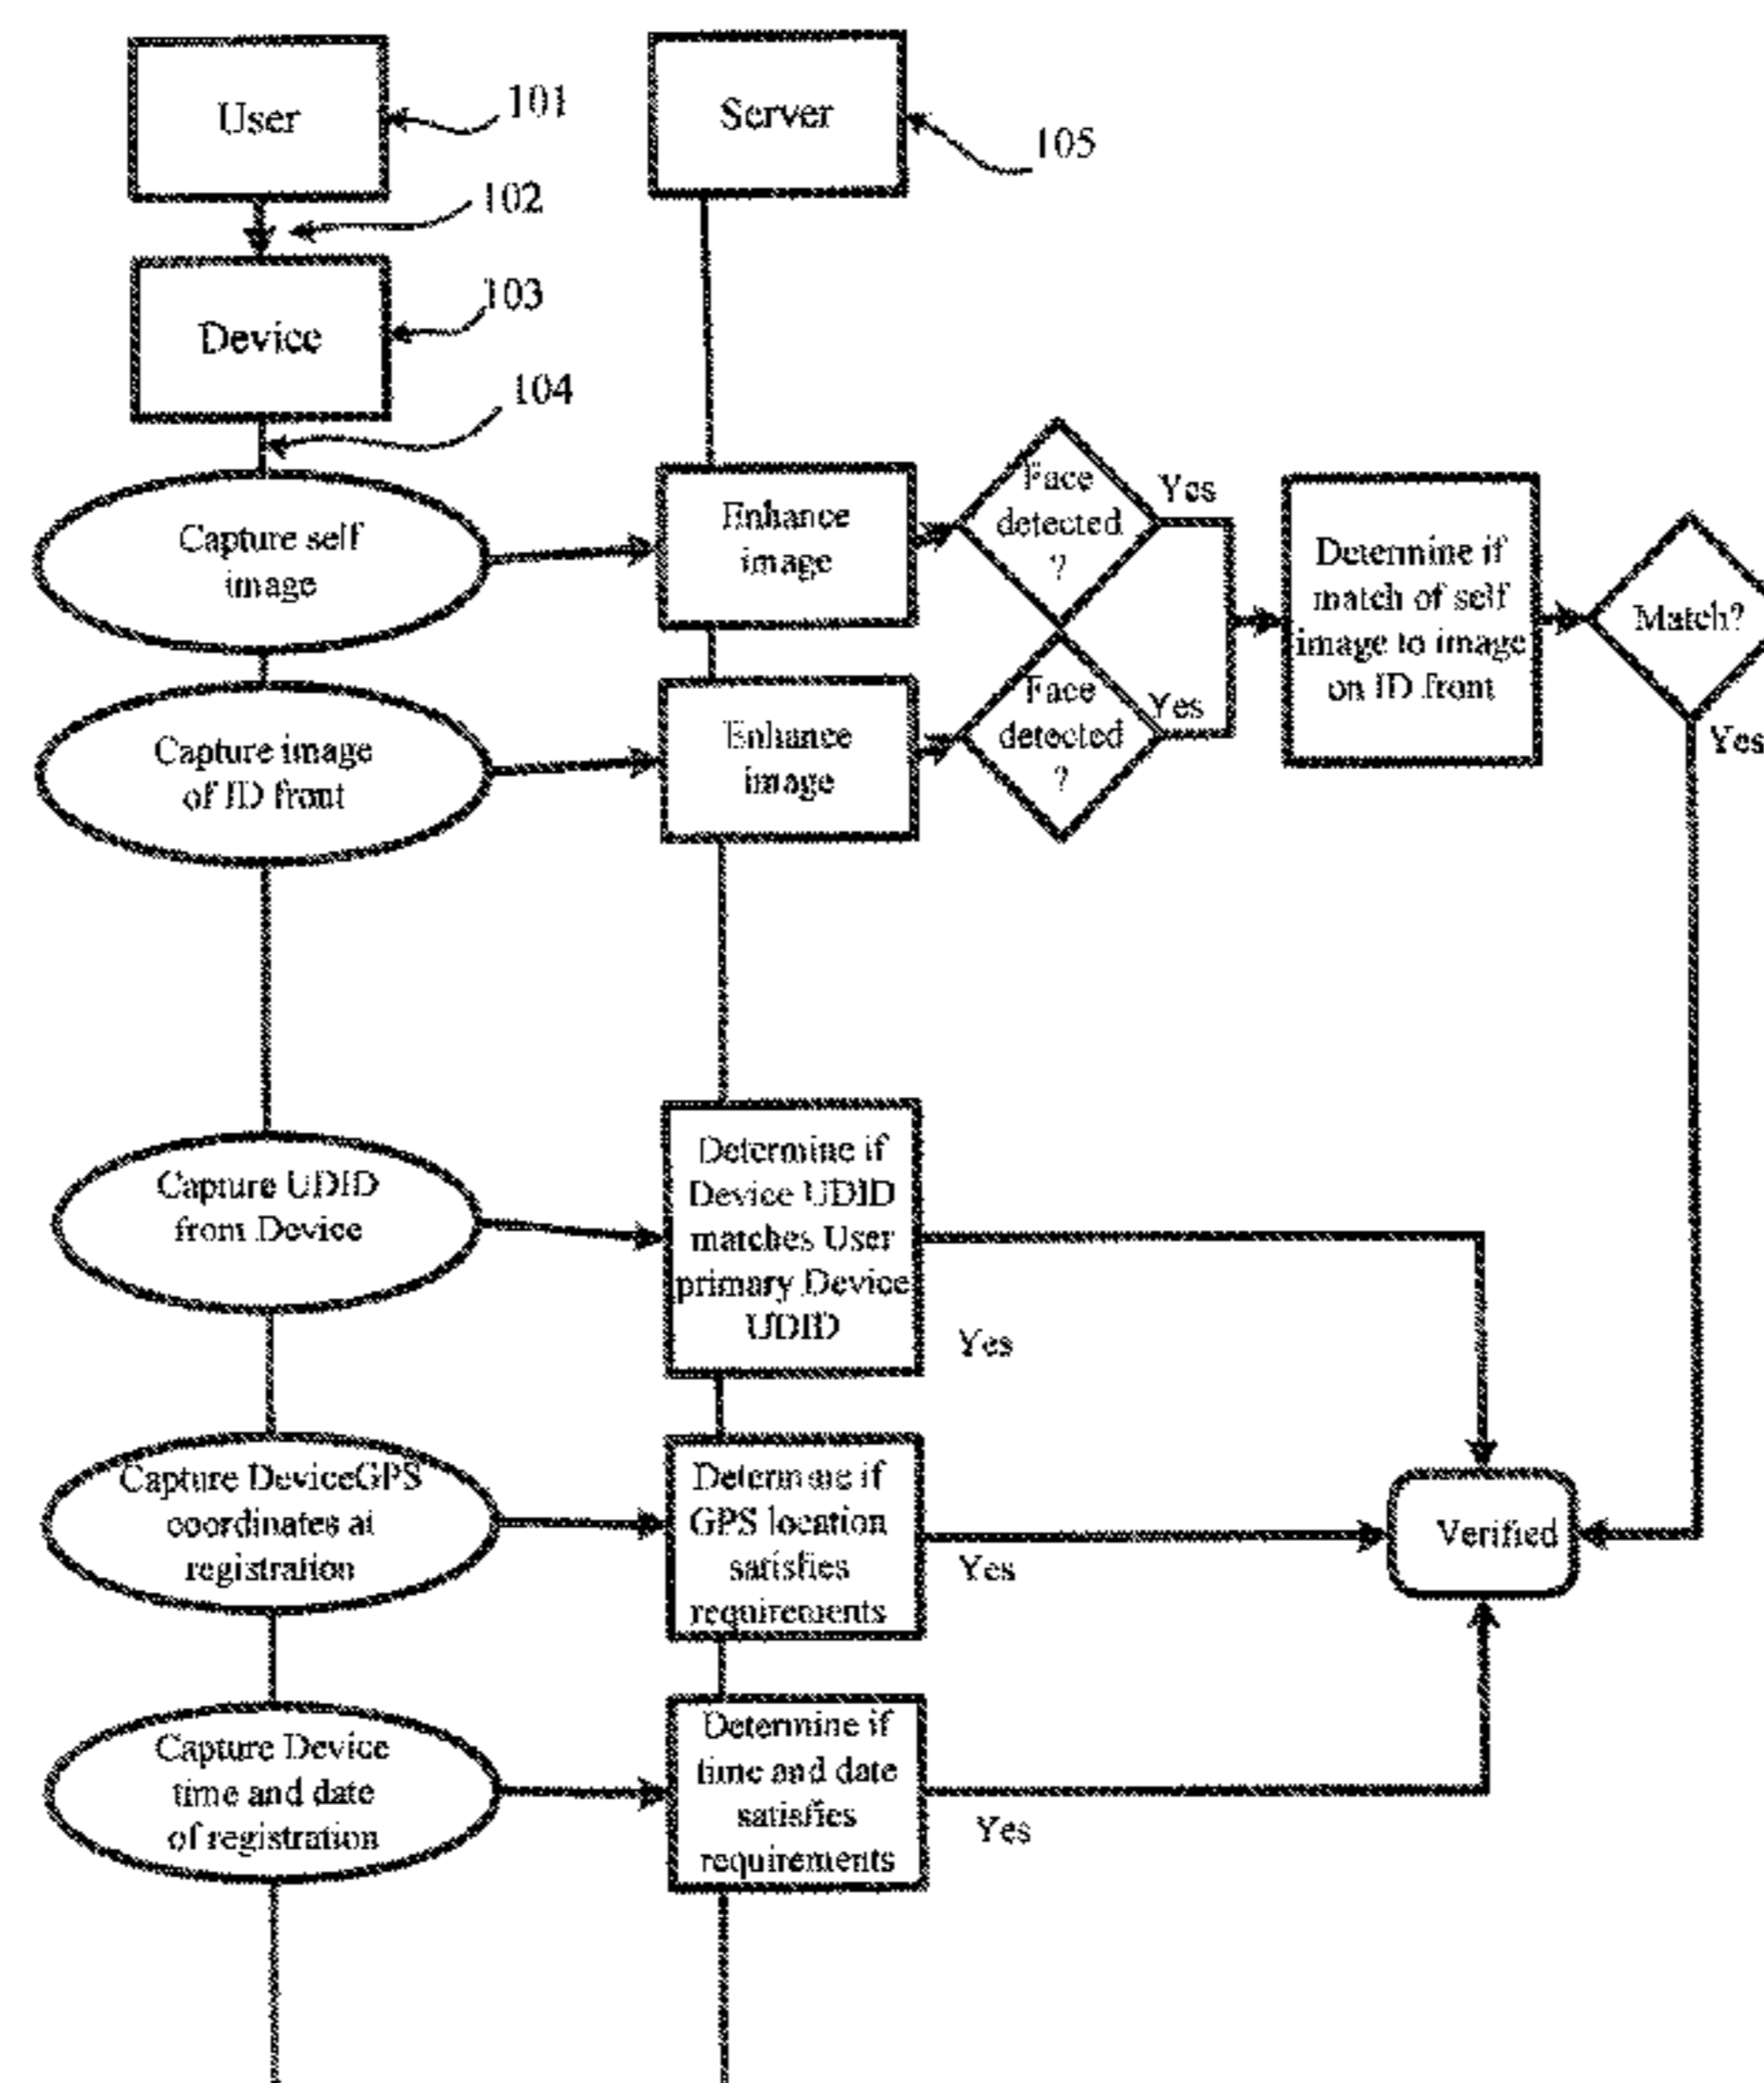 User
101
Server
105
102
Device
103
104
Capture self
image
Enhance
image
Face
detected
?
Yes
Determine if
match of self
image to image
on ID front
Match?
Yes
Capture image
of ID front
Enhance
image
Face
detected
?
Yes
Capture UDID
from Device
Determine if
Device UDID
matches User
primary Device
UDID
Yes
Capture DeviceGPS
coordinates at
registration
Determine if
GPS location
satisfies
requirements
Yes
Verified
Capture Device
time and date
of registration
Determine if
time and date
satisfies
requirements
Yes